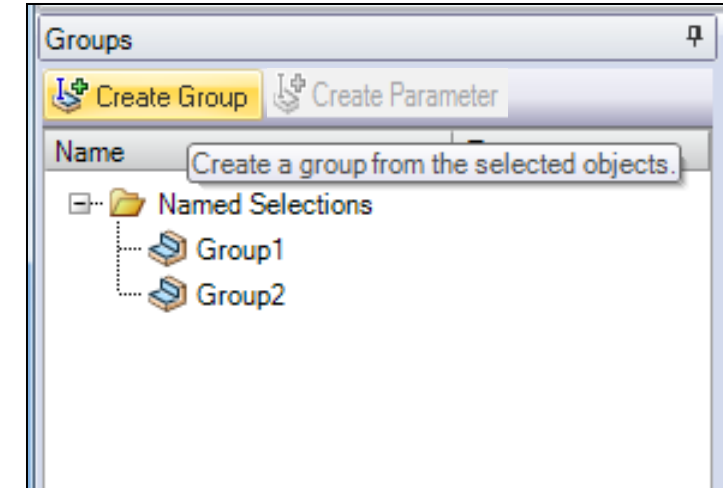 Groups
Create Group Create Parameter
Name
Create a group from the selected objects.
Named Selections
Group1
Group2